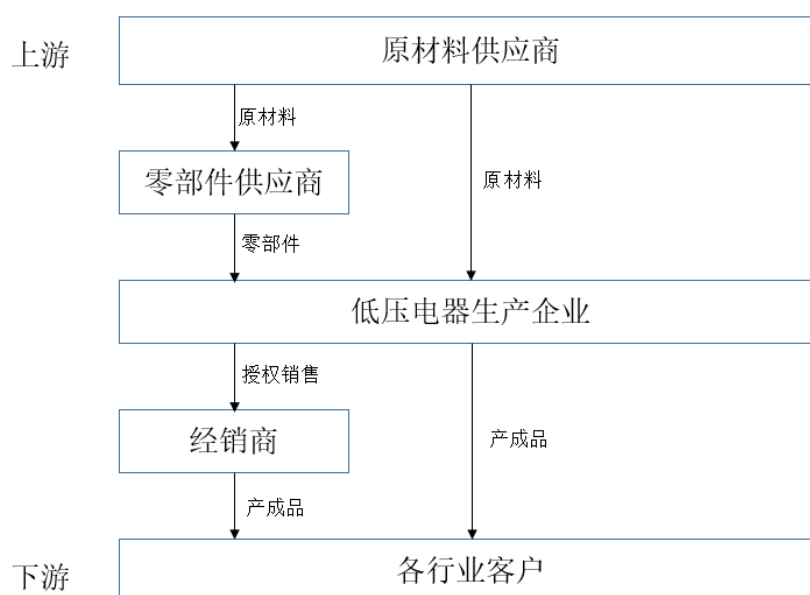 上游
原材料供应商
原材料
零部件供应商
原材料
零部件
低压电器生产企业
授权销售
经销商
产成品
产成品
下游
各行业客户